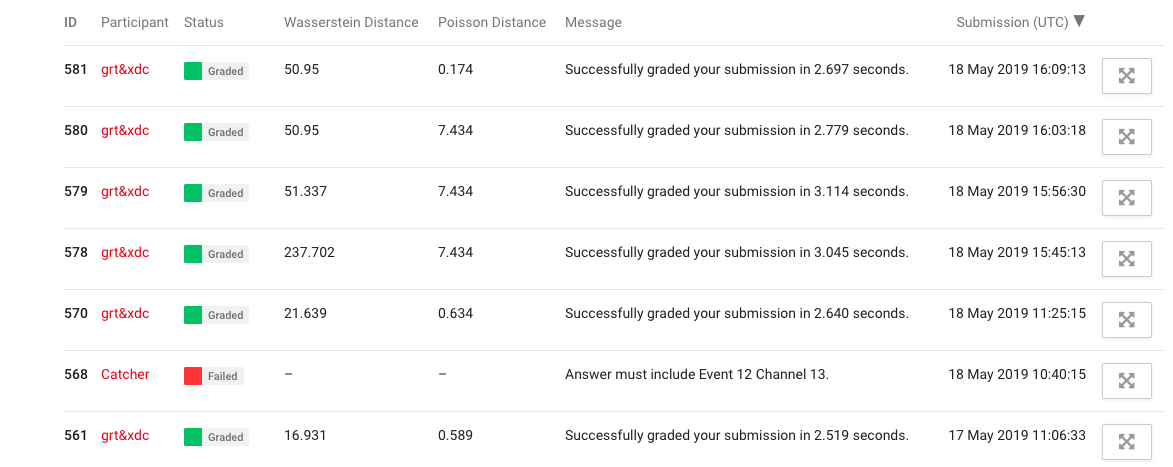 ID Participant Status Wasserstein Distance Poisson Distance Message Submission (UTC) ▼
581 grt&xdc Graded 50.95 0.174 Successfully graded your submission in 2.697 seconds. 18 May 2019 16:09:13
580 grt&xdc Graded 50.95 7.434 Successfully graded your submission in 2.779 seconds. 18 May 2019 16:03:18
579 grt&xdc Graded 51.337 7.434 Successfully graded your submission in 3.114 seconds. 18 May 2019 15:56:30
578 grt&xdc Graded 237.702 7.434 Successfully graded your submission in 3.045 seconds. 18 May 2019 15:45:13
570 grt&xdc Graded 21.639 0.634 Successfully graded your submission in 2.640 seconds. 18 May 2019 11:25:15
568 Catcher Failed – – Answer must include Event 12 Channel 13. 18 May 2019 10:40:15
561 grt&xdc Graded 16.931 0.589 Successfully graded your submission in 2.519 seconds. 17 May 2019 11:06:33